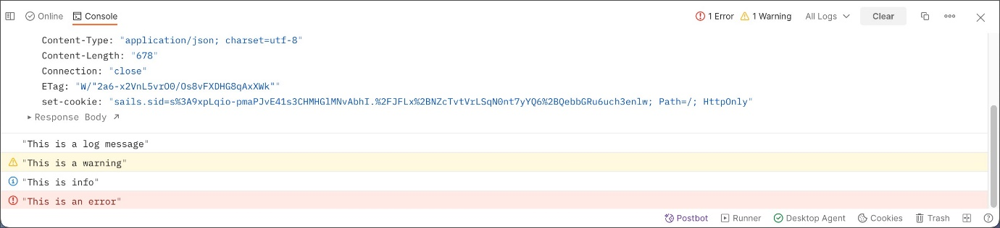 Online Console 1 Error 1 Warning All Logs Clear
Content-Type: "application/json; charset=utf-8"
Content-Length: "678"
Connection: "close"
ETag: "W/"2a6-x2VnL5vrO0/Os8vFXDHG8qAxXWk""
set-cookie: "sails.sid=s%3A9xpLqio-pmaPJvE41s3CHMHGlMNvAbhI.%2FJFLx%2BNZcTvtVrLSqN0nt7yYQ6%2BQebbGRu6uch3enlw; Path=/; HttpOnly"
Response Body
"This is a log message"
"This is a warning"
"This is info"
"This is an error"
Postbot Runner Desktop Agent Cookies Trash